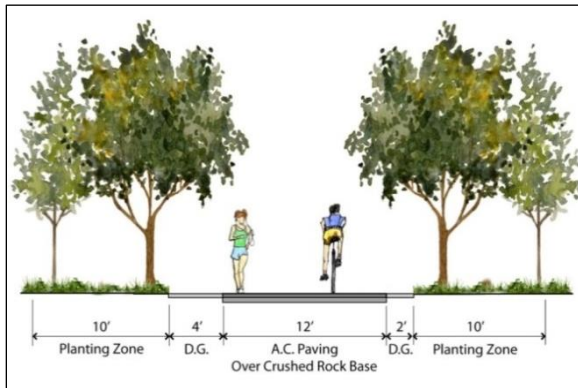 10’ 4’ 12’ 2’ 10’
Planting Zone D.G. A.C. Paving D.G. Planting Zone
Over Crushed Rock Base